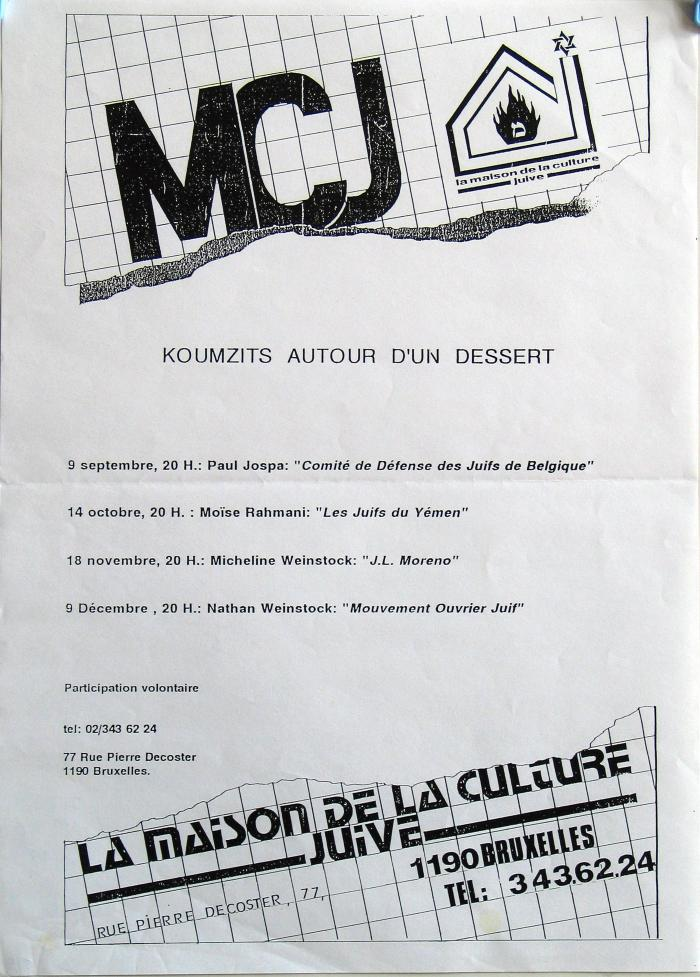 MCJ
la maison de la culture
juive
KOUMZITS AUTOUR D'UN DESSERT
9 septembre, 20 H.: Paul Jospa: "Comité de Défense des Juifs de Belgique"
14 octobre, 20 H. : Moïse Rahmani: "Les Juifs du Yémen"
18 novembre, 20 H.: Micheline Weinstock: "J.L. Moreno"
9 Décembre , 20 H.: Nathan Weinstock: "Mouvement Ouvrier Juif"
Participation volontaire
tel: 02/343 62 24
77 Rue Pierre Decoster
1190 Bruxelles.
LA MAISON DE LA CULTURE
JUIVE
1190 BRUXELLES
RUE PIERRE DECOSTER, 77,
TEL: 343.62.24